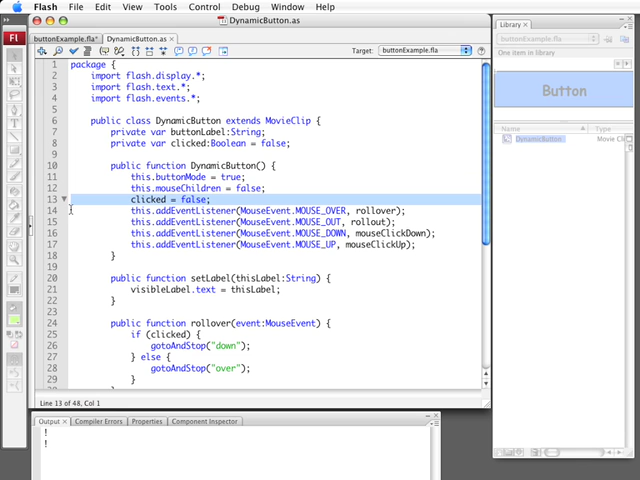 Flash File Edit View Tools Control Debug Window Help
DynamicButton.as
Fl
buttonExample.fla*
DynamicButton.as
Target: buttonExample.fla
1 package {
2 import flash.display.*;
3 import flash.text.*;
4 import flash.events.*;
5
6 public class DynamicButton extends MovieClip {
7 private var buttonLabel:String;
8 private var clicked:Boolean = false;
9
10 public function DynamicButton() {
11 this.buttonMode = true;
12 this.mouseChildren = false;
13 clicked = false;
14 this.addEventListener(MouseEvent.MOUSE_OVER, rollover);
15 this.addEventListener(MouseEvent.MOUSE_OUT, rollout);
16 this.addEventListener(MouseEvent.MOUSE_DOWN, mouseClickDown);
17 this.addEventListener(MouseEvent.MOUSE_UP, mouseClickUp);
18 }
19
20 public function setLabel(thisLabel:String) {
21 visibleLabel.text = thisLabel;
22 }
23
24 public function rollover(event:MouseEvent) {
25 if (clicked) {
26 gotoAndStop("down");
27 } else {
28 gotoAndStop("over");
29 }
Line 13 of 48, Col 1
Output
Compiler Errors
Properties
Component Inspector
!
!
Library
buttonExample.fla
One item in library
Button
Name
Type
DynamicButton
Movie Cli